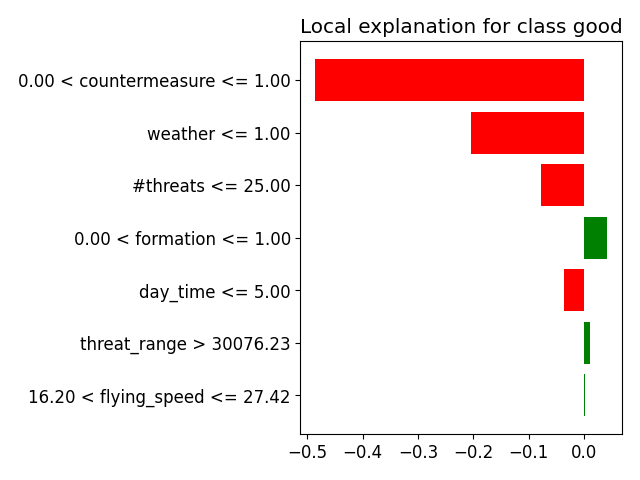 Local explanation for class good
0.00 < countermeasure <= 1.00
weather <= 1.00
#threats <= 25.00
0.00 < formation <= 1.00
day_time <= 5.00
threat_range > 30076.23
16.20 < flying_speed <= 27.42
−0.5 −0.4 −0.3 −0.2 −0.1 0.0